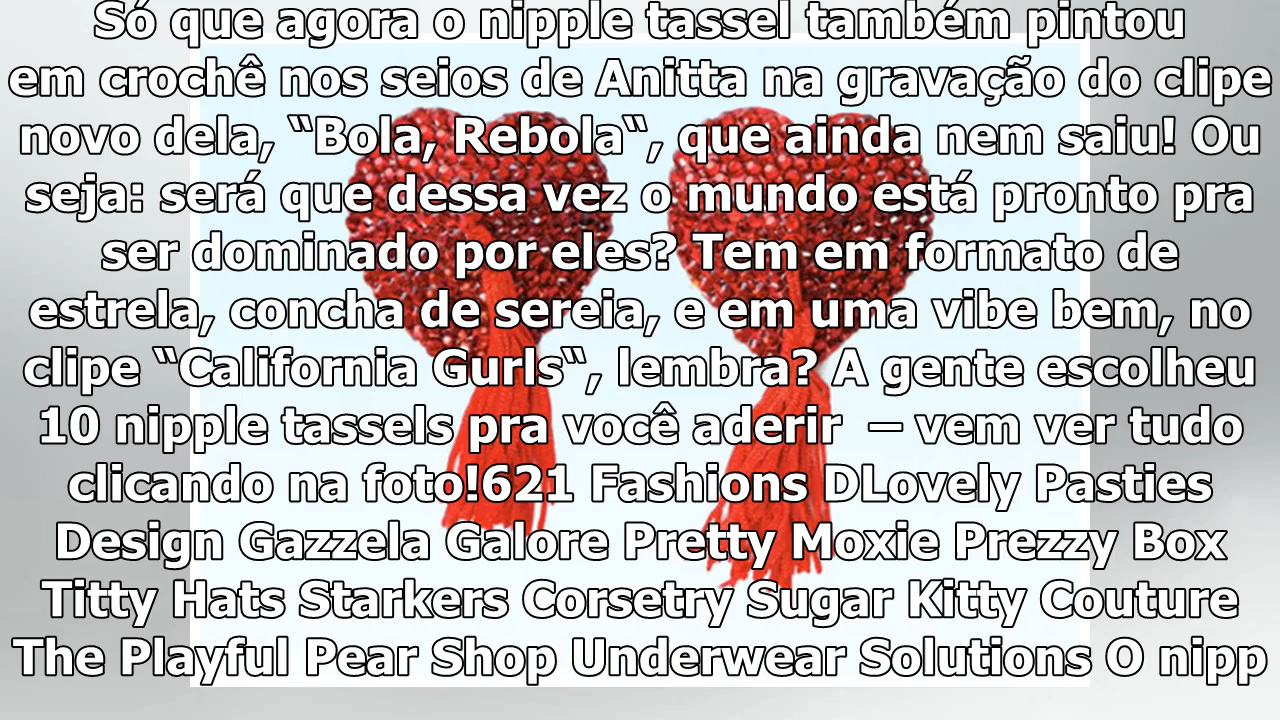 Só que agora o nipple tassel também pintou
em crochê nos seios de Anitta na gravação do clipe
novo dela, “Bola, Rebola“, que ainda nem saiu! Ou
seja: será que dessa vez o mundo está pronto pra
ser dominado por eles? Tem em formato de
estrela, concha de sereia, e em uma vibe bem, no
clipe “California Gurls“, lembra? A gente escolheu
10 nipple tassels pra você aderir – vem ver tudo
clicando na foto!621 Fashions DLovely Pasties
Design Gazzela Galore Pretty Moxie Prezzy Box
Titty Hats Starkers Corsetry Sugar Kitty Couture
The Playful Pear Shop Underwear Solutions O nipp